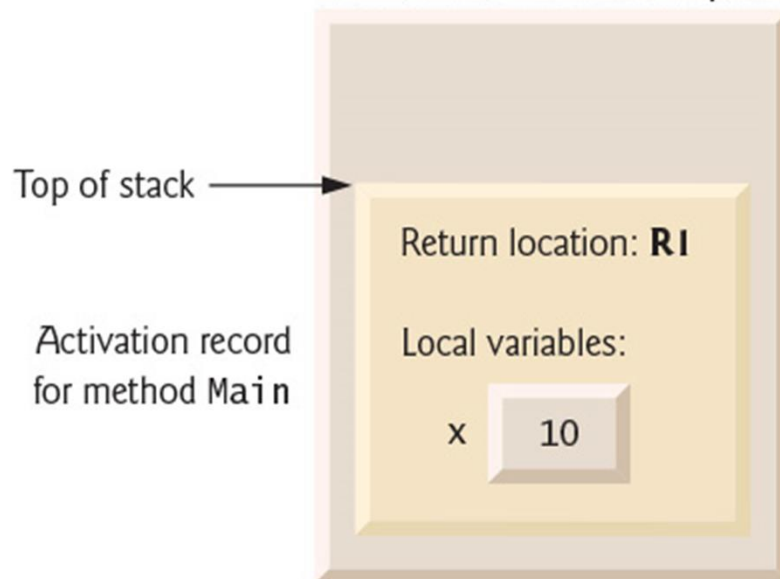 Top of stack
Return location: R1
Activation record
for method Main
Local variables:
x 10